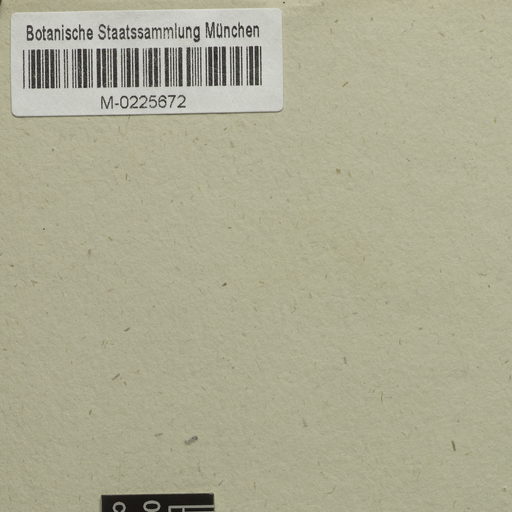 Botanische Staatssammlung München
M-0225672